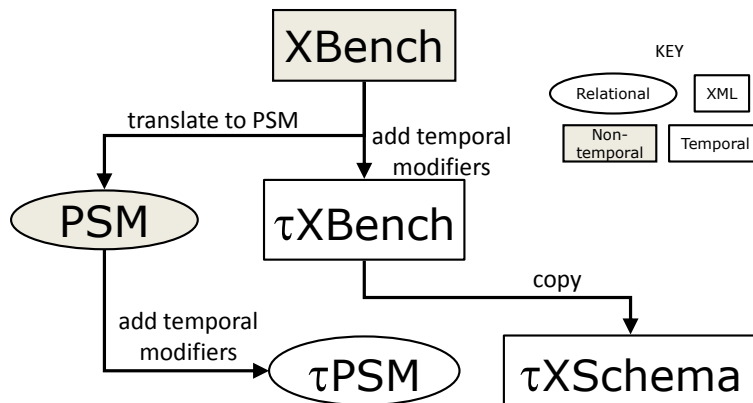 XBench
KEY
Relational
XML
Non-
temporal
Temporal
translate to PSM
add temporal
modifiers
PSM
τXBench
copy
add temporal
modifiers
τPSM
τXSchema